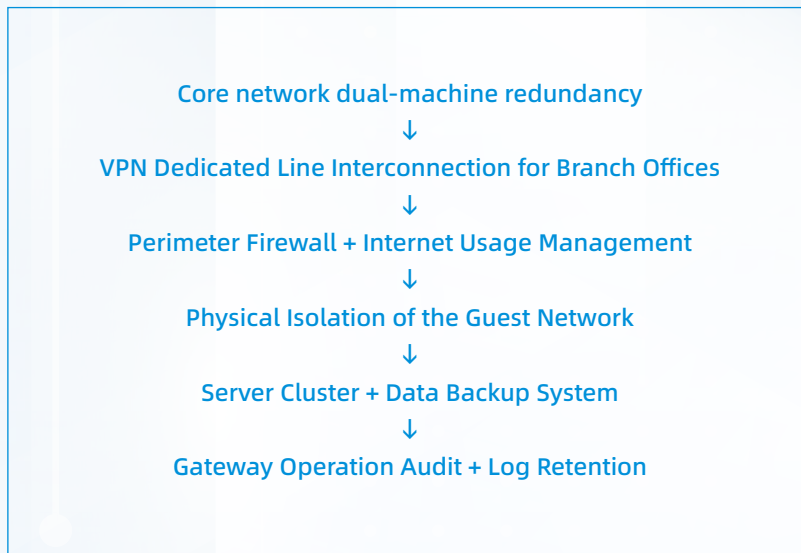 Core network dual-machine redundancy
↓
VPN Dedicated Line Interconnection for Branch Offices
↓
Perimeter Firewall + Internet Usage Management
↓
Physical Isolation of the Guest Network
↓
Server Cluster + Data Backup System
↓
Gateway Operation Audit + Log Retention